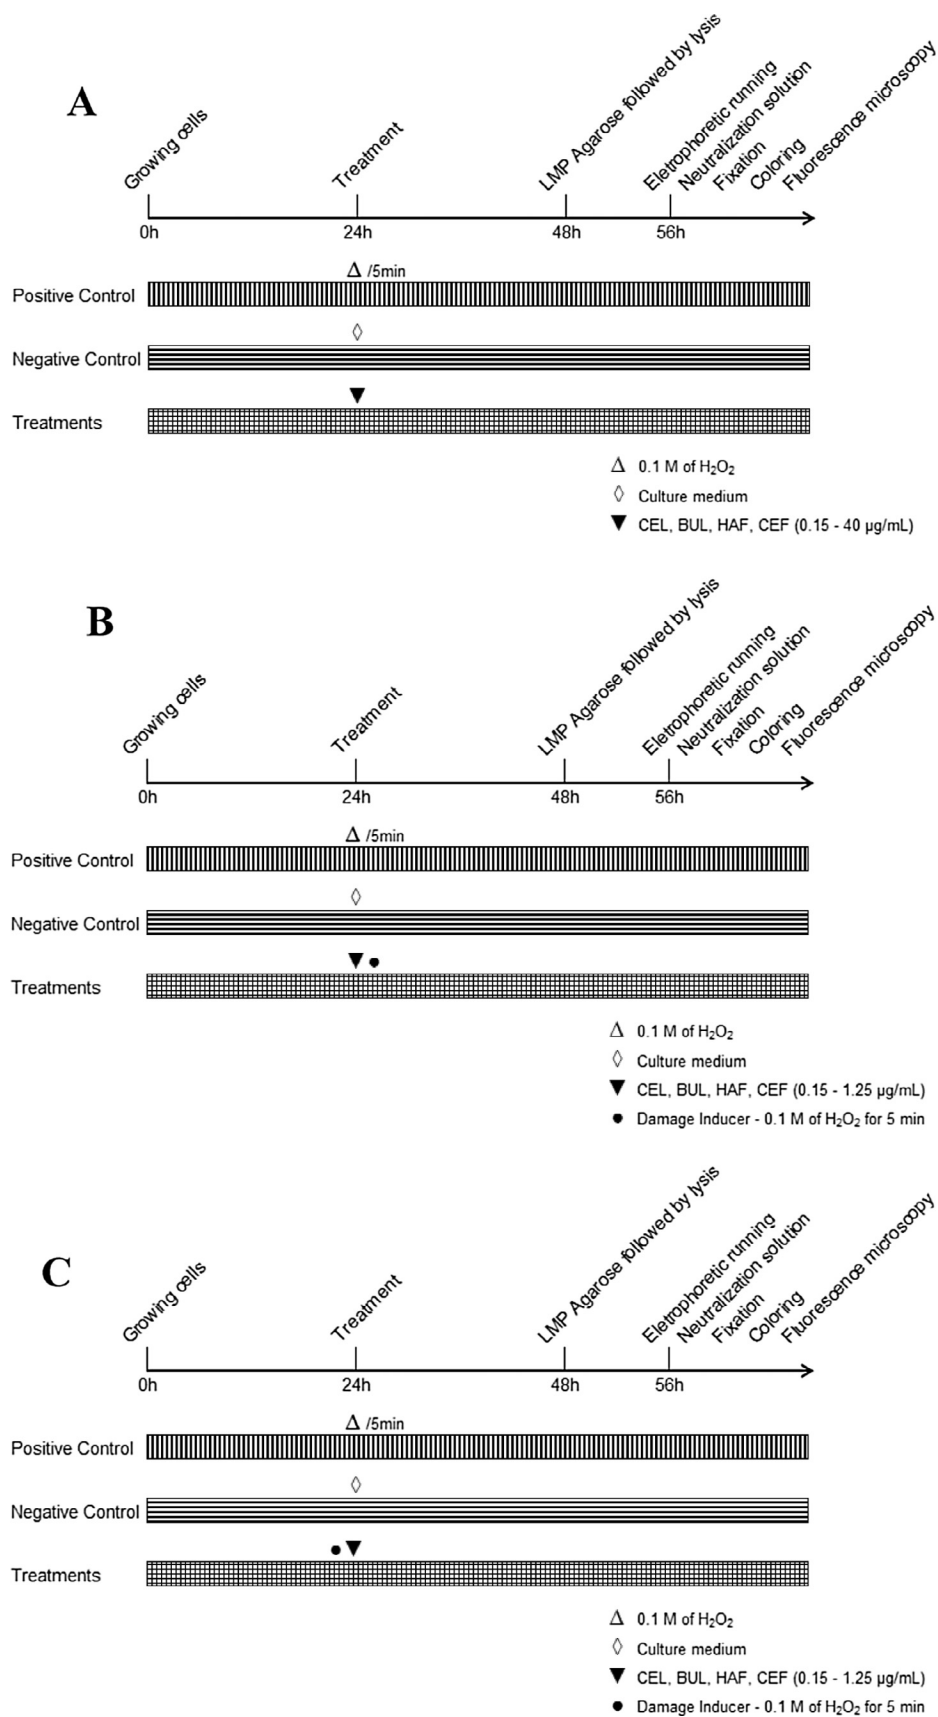 A
Growing cells
Treatment
LMP Agarose followed by lysis
Eletrophoretic running
Neutralization solution
Fixation
Coloring
Fluorescence microscopy
0h
24h
48h
56h
Δ /5min
Positive Control
◊
Negative Control
▼
Treatments
Δ 0.1 M of H₂O₂
◊ Culture medium
▼ CEL, BUL, HAF, CEF (0.15 - 40 µg/mL)
B
Growing cells
Treatment
LMP Agarose followed by lysis
Eletrophoretic running
Neutralization solution
Fixation
Coloring
Fluorescence microscopy
0h
24h
48h
56h
Δ /5min
Positive Control
◊
Negative Control
▼ ●
Treatments
Δ 0.1 M of H₂O₂
◊ Culture medium
▼ CEL, BUL, HAF, CEF (0.15 - 1.25 µg/mL)
● Damage Inducer - 0.1 M of H₂O₂ for 5 min
C
Growing cells
Treatment
LMP Agarose followed by lysis
Eletrophoretic running
Neutralization solution
Fixation
Coloring
Fluorescence microscopy
0h
24h
48h
56h
Δ /5min
Positive Control
◊
Negative Control
● ▼
Treatments
Δ 0.1 M of H₂O₂
◊ Culture medium
▼ CEL, BUL, HAF, CEF (0.15 - 1.25 µg/mL)
● Damage Inducer - 0.1 M of H₂O₂ for 5 min